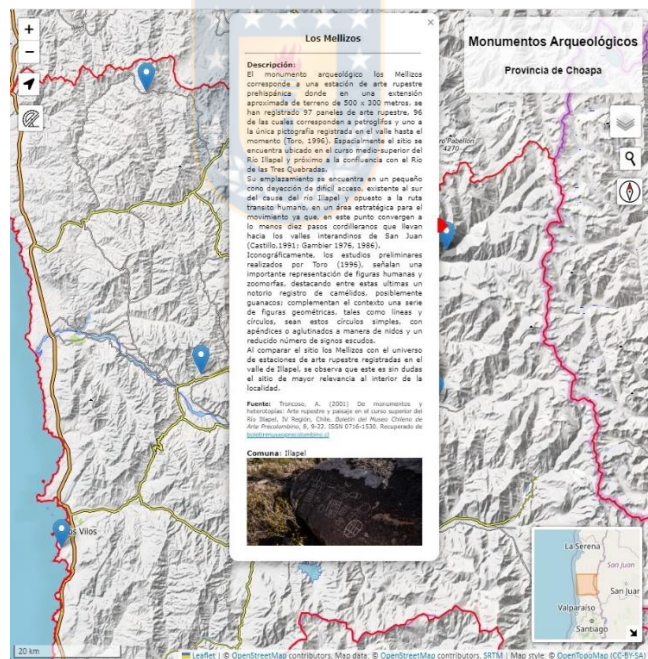 +
−
Los Mellizos
×
Descripción:
El monumento arqueológico los Mellizos
corresponde a una estación de arte rupestre
prehispánica donde en una extensión
aproximada de terreno de 500 x 300 metros, se
han registrado 97 paneles de arte rupestre, 96
de las cuales corresponden a petroglifos y uno a
la única pictografía registrada en el valle hasta el
momento (Toro, 1996). Espacialmente el sitio se
encuentra ubicado en el curso medio-superior del
Río Illapel y próximo a la confluencia con el Río
de las Tres Quebradas.
Su emplazamiento se encuentra en un pequeño
cono deyección de difícil acceso, existente al sur
del cause del río Illapel y opuesto a la ruta
transito humano, en un área estratégica para el
movimiento ya que, en este punto convergen a
lo menos diez pasos cordilleranos que llevan
hacia los valles interandinos de San Juan
(Castillo,1991; Gambier 1976, 1986).
Iconográficamente, los estudios preliminares
realizados por Toro (1996), señalan una
importante representación de figuras humanas y
zoomorfas, destacando entre estas ultimas un
notorio registro de camélidos, posiblemente
guanacos; complementan el contexto una serie
de figuras geométricas, tales como líneas y
círculos, sean estos círculos simples, con
apéndices o aglutinados a manera de nidos y un
reducido número de signos escudos.
Al comparar el sitio los Mellizos con el universo
de estaciones de arte rupestre registradas en el
valle de Illapel, se observa que este es sin dudas
el sitio de mayor relevancia al interior de la
localidad.
Fuente: Troncoso, A. (2001) De monumentos y
heterotopías: Arte rupestre y paisaje en el curso superior del
Río Illapel, IV Región, Chile. Boletín del Museo Chileno de
Arte Precolombino, 8, 9-22. ISSN 0716-1530. Recuperado de
boletinmuseoprecolombino.cl
Comuna: Illapel
Monumentos Arqueológicos
Provincia de Choapa
Pabellón
4270
Vilos
La Serena
San Juan
San Juan
Valparaíso
Santiago
20 km
Leaflet | © OpenStreetMap contributors, Map data: © OpenStreetMap contributors, SRTM | Map style: © OpenTopoMap (CC-BY-SA)